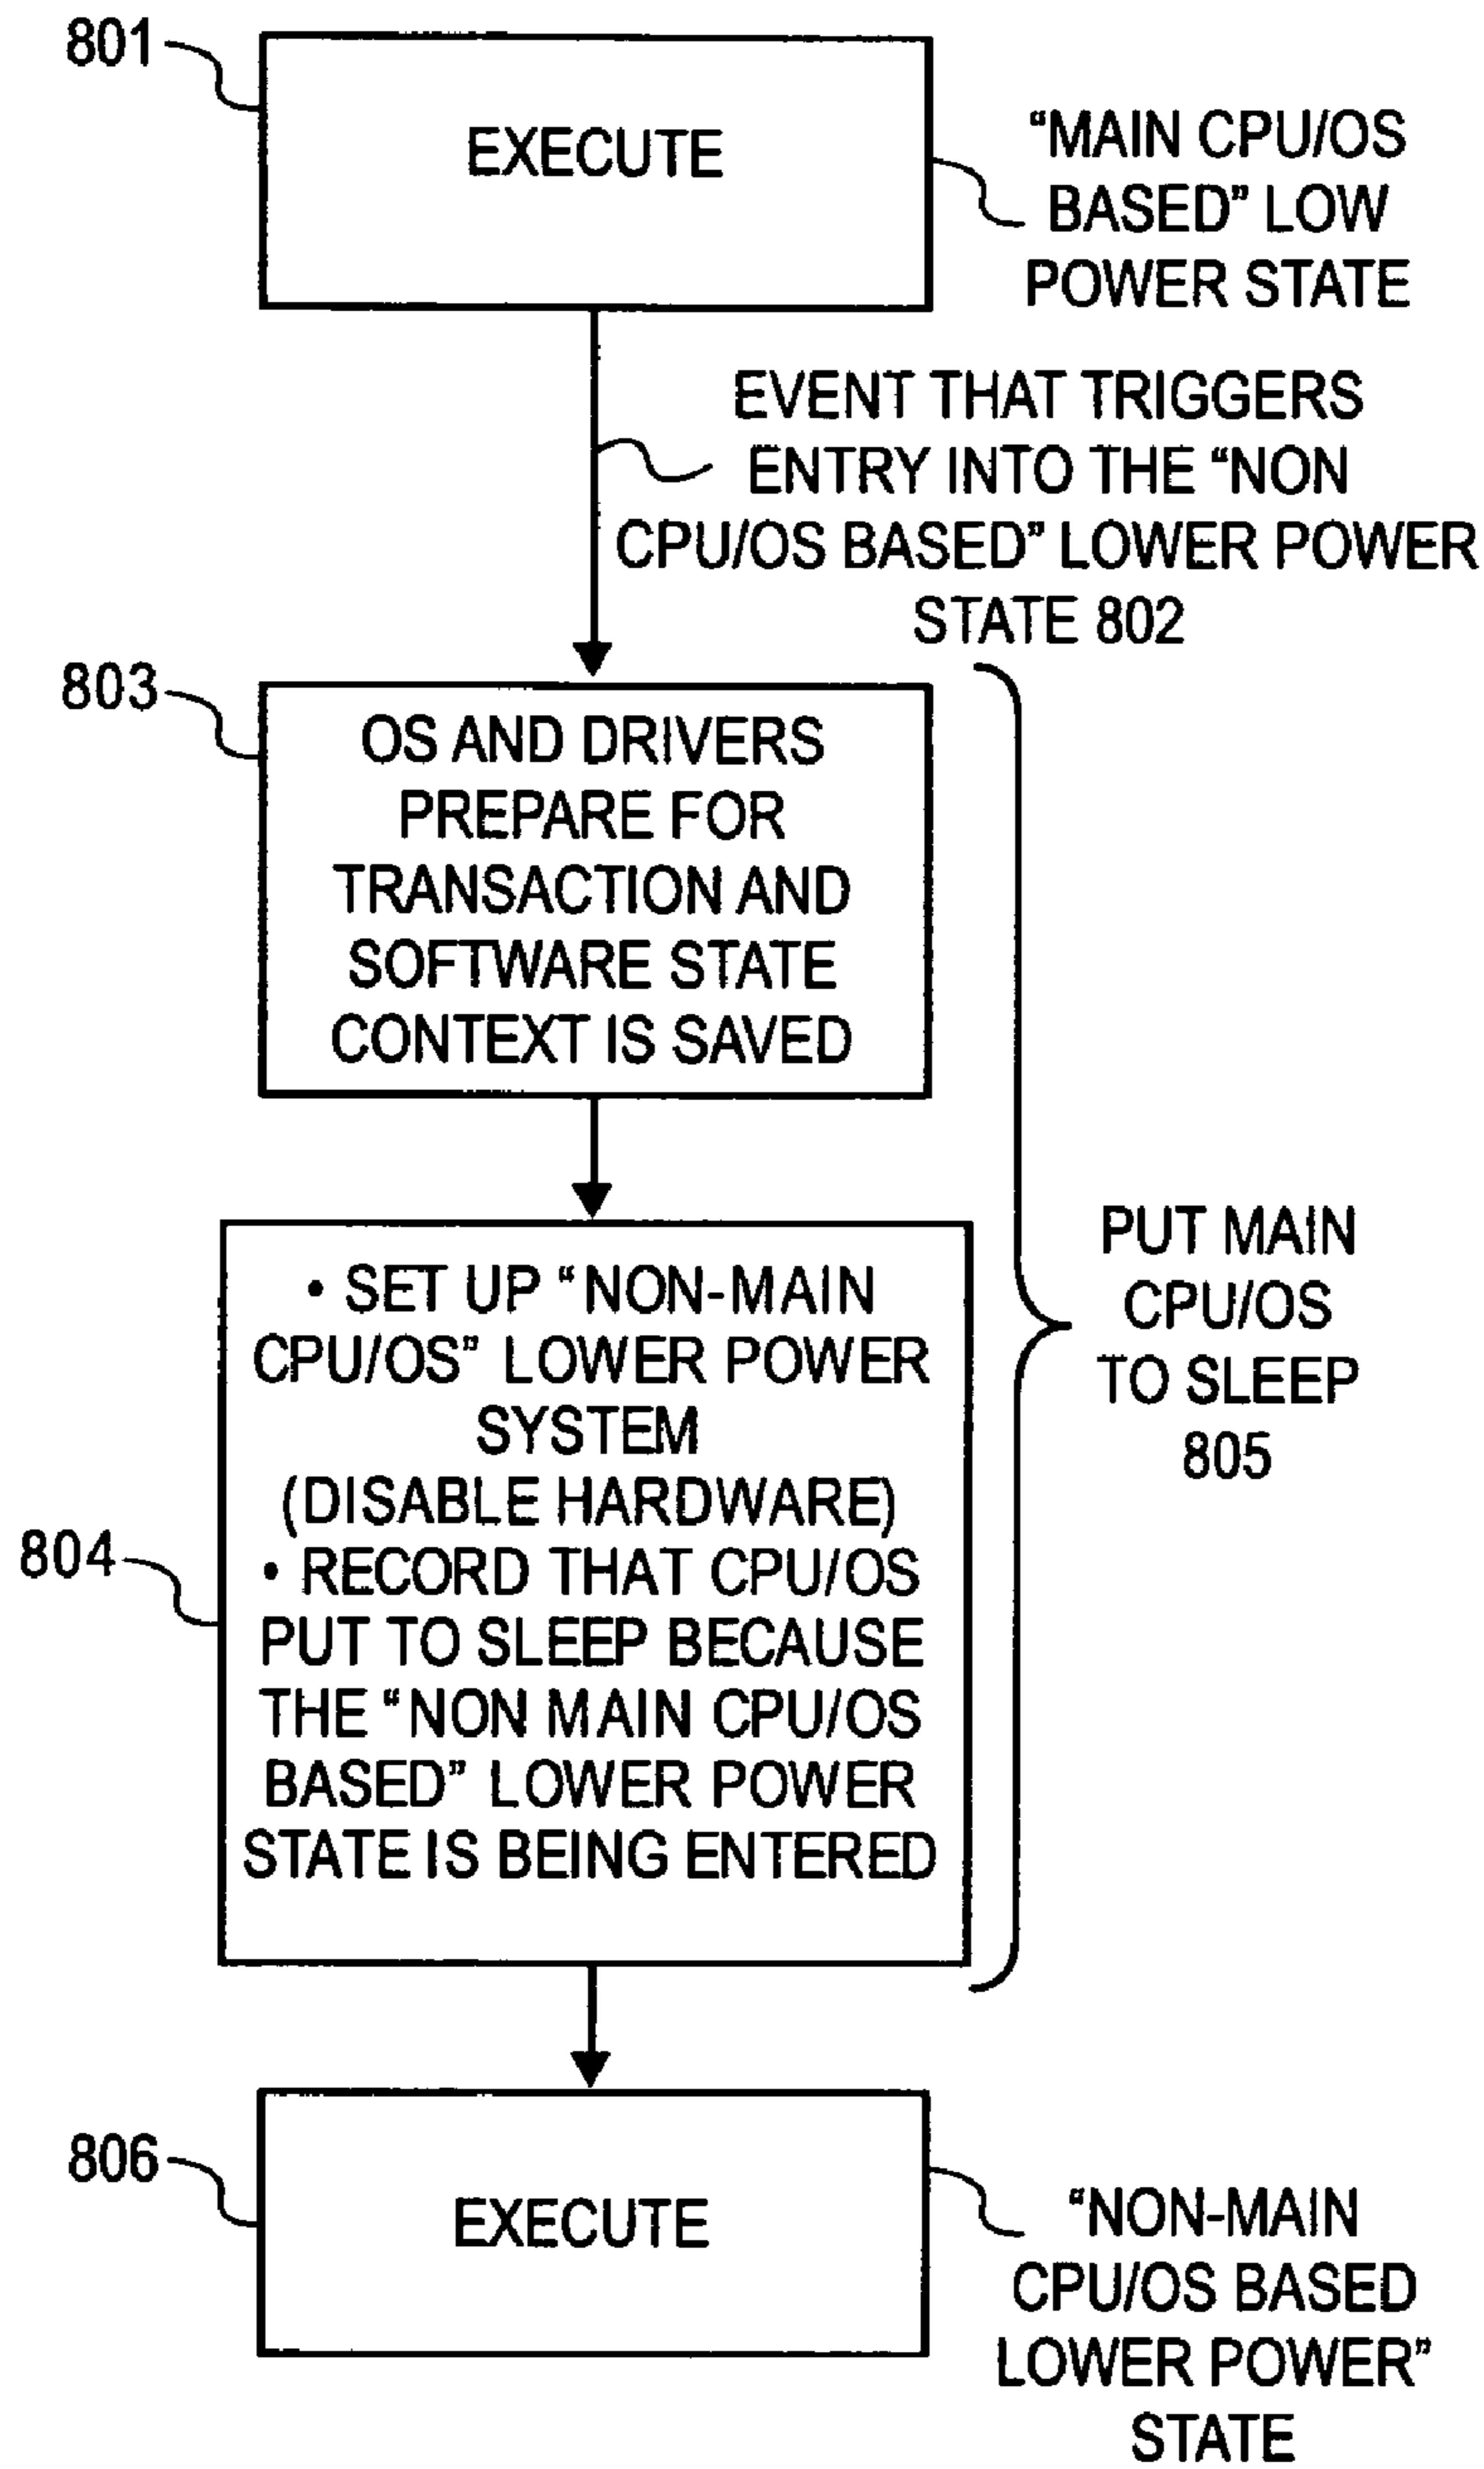 801
EXECUTE
"MAIN CPU/OS
BASED" LOW
POWER STATE
EVENT THAT TRIGGERS
ENTRY INTO THE "NON
CPU/OS BASED" LOWER POWER
STATE 802
803
OS AND DRIVERS
PREPARE FOR
TRANSACTION AND
SOFTWARE STATE
CONTEXT IS SAVED
804
• SET UP "NON-MAIN
CPU/OS" LOWER POWER
SYSTEM
(DISABLE HARDWARE)
• RECORD THAT CPU/OS
PUT TO SLEEP BECAUSE
THE "NON MAIN CPU/OS
BASED" LOWER POWER
STATE IS BEING ENTERED
PUT MAIN
CPU/OS
TO SLEEP
805
806
EXECUTE
"NON-MAIN
CPU/OS BASED
LOWER POWER"
STATE